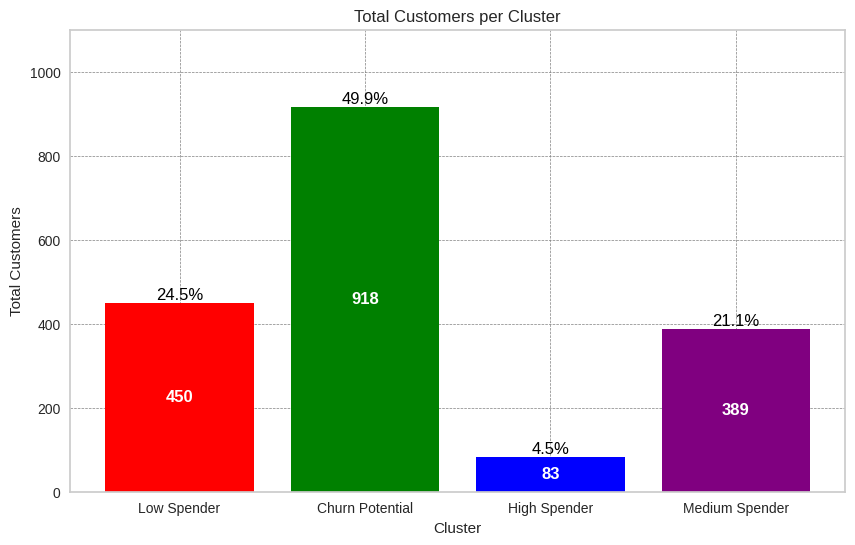 Total Customers per Cluster
Total Customers
1000
800
600
400
200
0
24.5%
450
49.9%
918
4.5%
83
21.1%
389
Low Spender
Churn Potential
High Spender
Medium Spender
Cluster